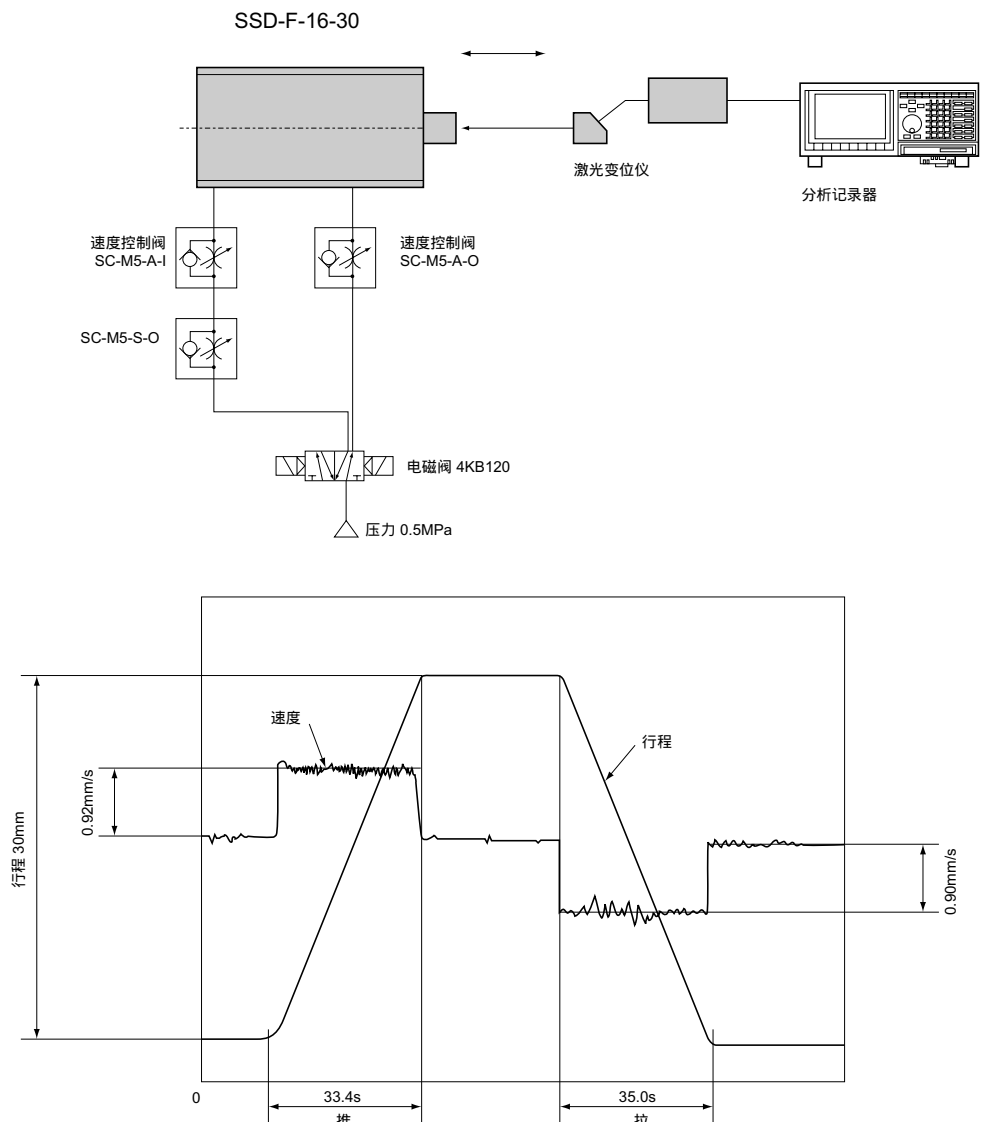 SSD-F-16-30
激光变位仪
分析记录器
速度控制阀
SC-M5-A-I
速度控制阀
SC-M5-A-O
SC-M5-S-O
电磁阀 4KB120
压力 0.5MPa
速度
行程
0.92mm/s
行程 30mm
0.90mm/s
0
33.4s
推
35.0s
拉